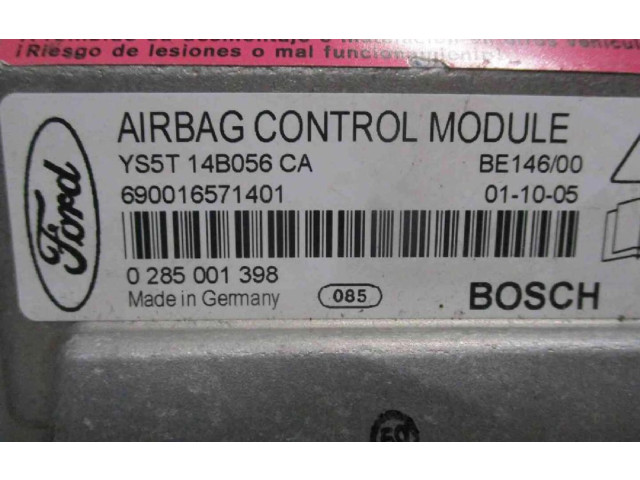 ¡Riesgo de lesiones o mal funcionamiento!
Ford
AIRBAG CONTROL MODULE
YS5T 14B056 CA BE146/00
690016571401 01-10-05
0 285 001 398
Made in Germany 085 BOSCH